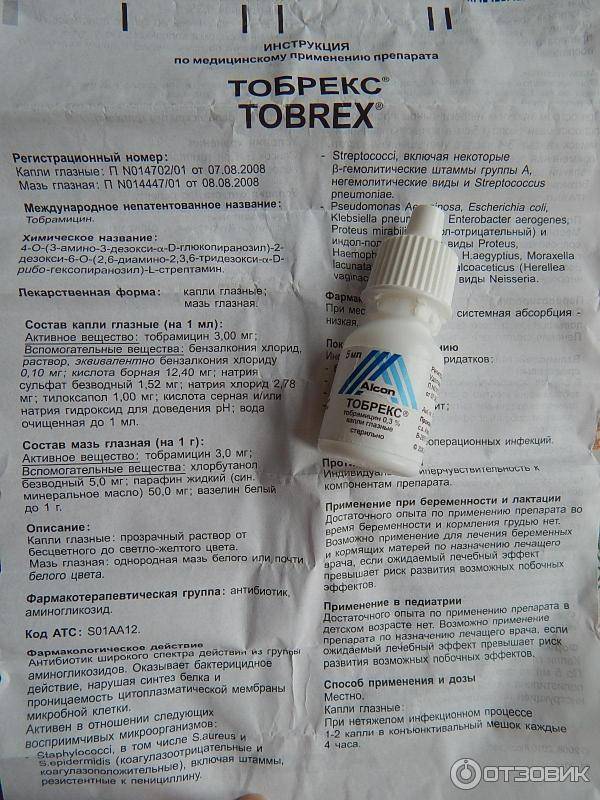 ИНСТРУКЦИЯ
по медицинскому применению препарата
ТОБРЕКС®
TOBREX®
Регистрационный номер:
Капли глазные: П N014702/01 от 07.08.2008
Мазь глазная: П N014447/01 от 08.08.2008
Международное непатентованное название:
Тобрамицин.
Химическое название:
4-О-(3-амино-3-дезокси-α-D-глюкопиранозил)-2-
дезокси-6-О-(2,6-диамино-2,3,6-тридезокси-α-D-
рибо-гексопиранозил)-L-стрептамин.
Лекарственная форма: капли глазные;
мазь глазная.
Состав капли глазные (на 1 мл):
Активное вещество: тобрамицин 3,00 мг;
Вспомогательные вещества: бензалкония хлорид,
раствор, эквивалентно бензалкония хлориду
0,10 мг; кислота борная 12,40 мг; натрия
сульфат безводный 1,52 мг; натрия хлорид 2,78
мг; тилоксапол 1,00 мг; кислота серная и/или
натрия гидроксид для доведения pH; вода
очищенная до 1 мл.
Состав мазь глазная (на 1 г):
Активное вещество: тобрамицин 3,0 мг;
Вспомогательные вещества: хлорбутанол
безводный 5,0 мг; парафин жидкий (син.
минеральное масло) 50,0 мг; вазелин белый
до 1 г.
Описание:
Капли глазные: прозрачный раствор от
бесцветного до светло-желтого цвета.
Мазь глазная: однородная мазь белого или почти
белого цвета.
Фармакотерапевтическая группа: антибиотик,
аминогликозид.
Код АТС: S01AA12.
Фармакологическое действие
Антибиотик широкого спектра действия из группы
аминогликозидов. Оказывает бактерицидное
действие, нарушая синтез белка и
проницаемость цитоплазматической мембраны
микробной клетки.
Активен в отношении следующих
восприимчивых микроорганизмов:
- Staphylococci, в том числе S.aureus и
S.epidermidis (коагулазоотрицательные и
коагулазоположительные), включая штаммы,
резистентные к пенициллину.
- Streptococci, включая некоторые
β-гемолитические штаммы группы А,
негемолитические виды и Streptococcus
pneumoniae.
- Pseudomonas Escherichia coli,
Klebsiella Enterobacter aerogenes,
Proteus
виды Proteus,
H.aegyptius, Moraxella
lacunata (Herellea
виды Neisseria.
При системная абсорбция -
низкая.
инфекций.
к
компонентам препарата.
Применение при беременности и лактации
Достаточного опыта по применению препарата во
время беременности и кормления грудью нет.
Возможно применение для лечения беременных
и кормящих матерей по назначению лечащего
врача, если ожидаемый лечебный эффект
превышает риск развития возможных побочных
эффектов.
Применение в педиатрии
Достаточного опыта по применению препарата в
детском возрасте нет. Возможно применение
препарата по назначению лечащего врача, если
ожидаемый лечебный эффект превышает риск
развития возможных побочных эффектов.
Способ применения и дозы
Местно.
Капли глазные:
При нетяжелом инфекционном процессе
1-2 капли в конъюнктивальный мешок каждые
4 часа.
5 мл
Alcon
ТОБРЕКС®
тобрамицин 0,3 %
капли глазные
стерильно
ОТЗОВИК